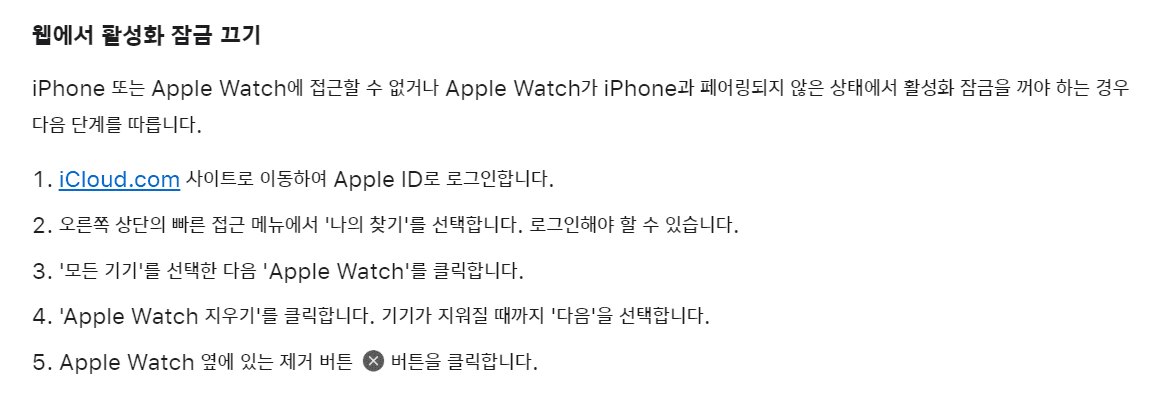 웹에서 활성화 잠금 끄기
iPhone 또는 Apple Watch에 접근할 수 없거나 Apple Watch가 iPhone과 페어링되지 않은 상태에서 활성화 잠금을 꺼야 하는 경우
다음 단계를 따릅니다.
1. iCloud.com 사이트로 이동하여 Apple ID로 로그인합니다.
2. 오른쪽 상단의 빠른 접근 메뉴에서 '나의 찾기'를 선택합니다. 로그인해야 할 수 있습니다.
3. '모든 기기'를 선택한 다음 'Apple Watch'를 클릭합니다.
4. 'Apple Watch 지우기'를 클릭합니다. 기기가 지워질 때까지 '다음'을 선택합니다.
5. Apple Watch 옆에 있는 제거 버튼 버튼을 클릭합니다.